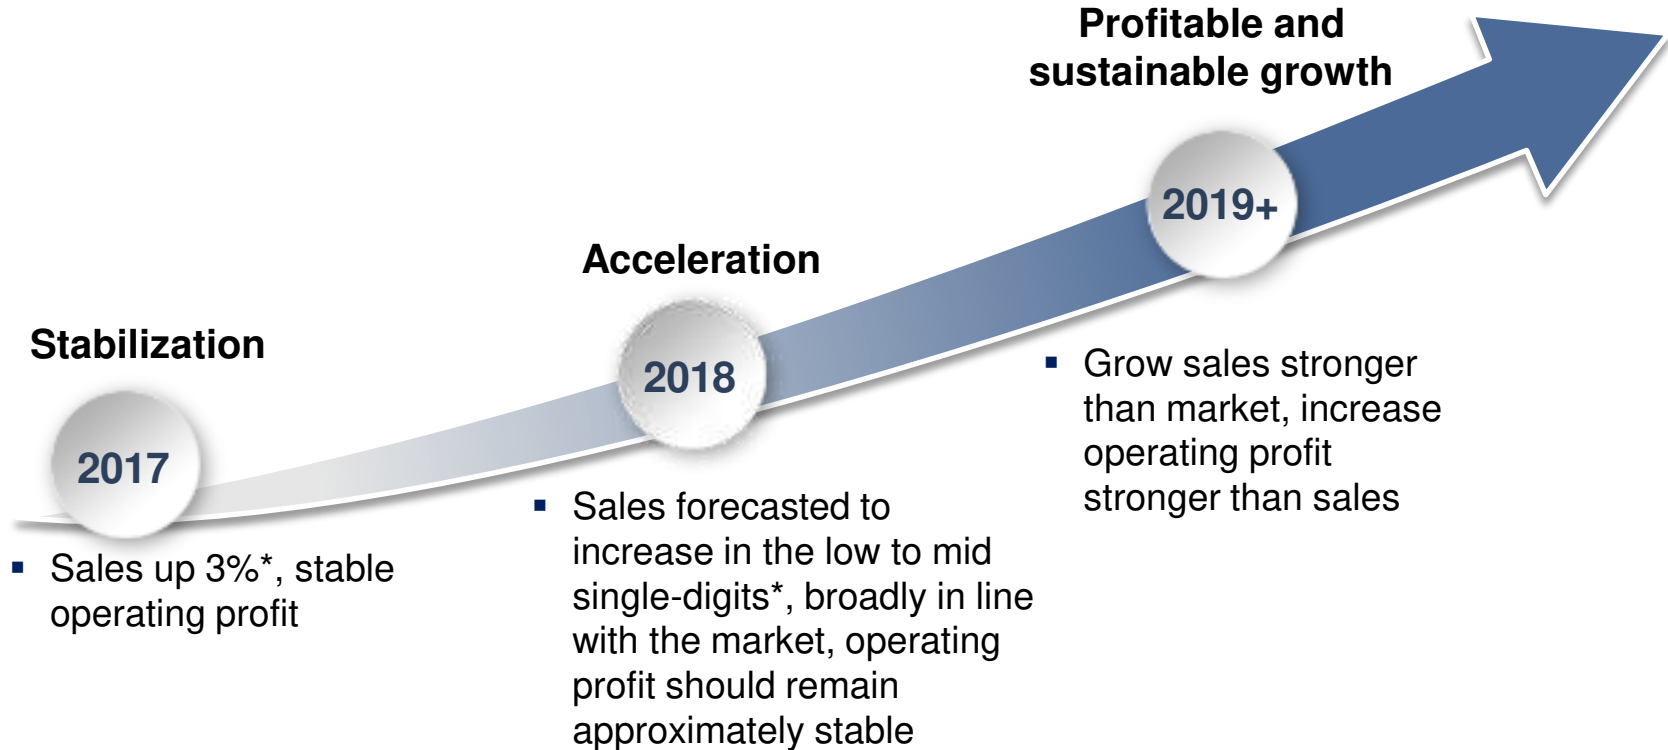 Stabilization
2017
▪ Sales up 3%*, stable
operating profit
Acceleration
2018
▪ Sales forecasted to
increase in the low to mid
single-digits*, broadly in line
with the market, operating
profit should remain
approximately stable
Profitable and
sustainable growth
2019+
▪ Grow sales stronger
than market, increase
operating profit
stronger than sales